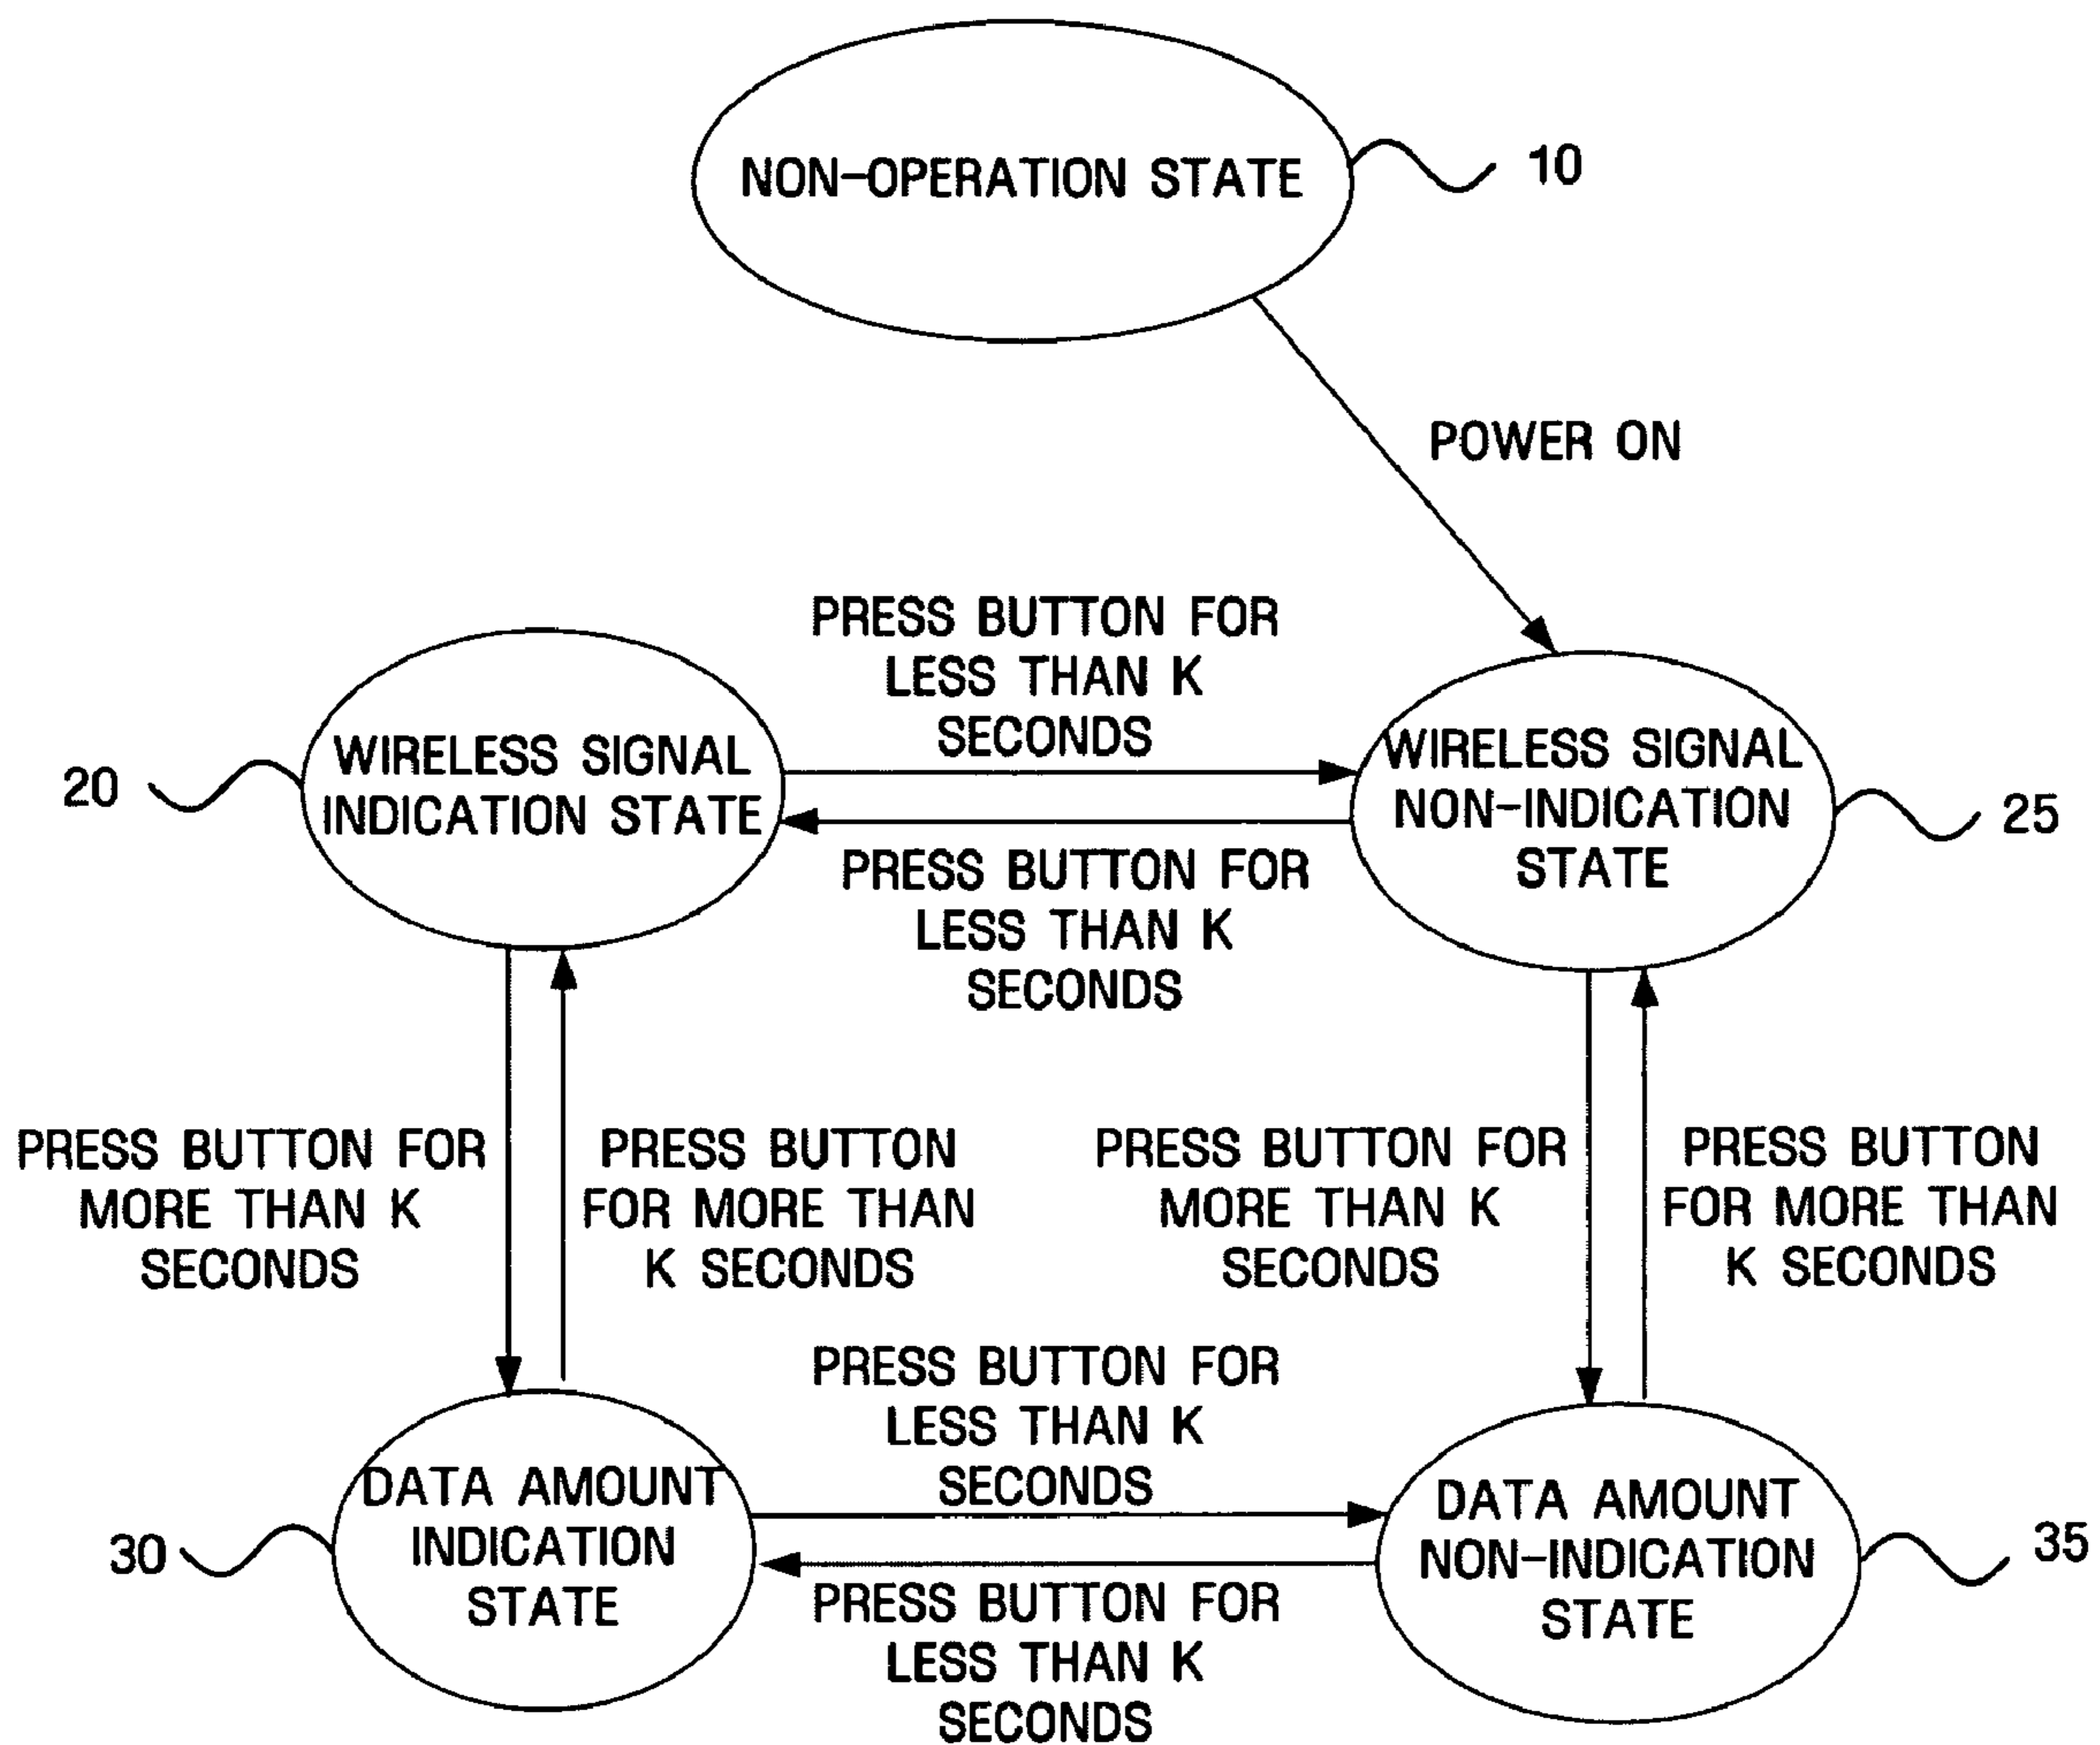 NON-OPERATION STATE
10
POWER ON
PRESS BUTTON FOR
LESS THAN K
SECONDS
20
WIRELESS SIGNAL
INDICATION STATE
WIRELESS SIGNAL
NON-INDICATION
STATE
25
PRESS BUTTON FOR
LESS THAN K
SECONDS
PRESS BUTTON FOR
MORE THAN K
SECONDS
PRESS BUTTON
FOR MORE THAN
K SECONDS
PRESS BUTTON FOR
MORE THAN K
SECONDS
PRESS BUTTON
FOR MORE THAN
K SECONDS
PRESS BUTTON FOR
LESS THAN K
SECONDS
30
DATA AMOUNT
INDICATION
STATE
DATA AMOUNT
NON-INDICATION
STATE
35
PRESS BUTTON FOR
LESS THAN K
SECONDS